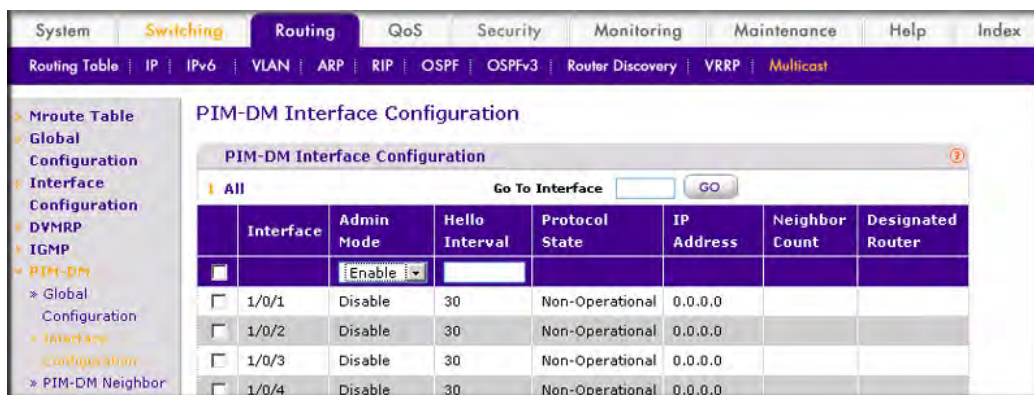 System Switching Routing QoS Security Monitoring Maintenance Help Index
Routing Table | IP | IPv6 | VLAN | ARP | RIP | OSPF | OSPFv3 | Router Discovery | VRRP | Multicast
Mroute Table
Global
Configuration
Interface
Configuration
DVMRP
IGMP
PIM-DM
» Global
Configuration
» Interface
Configuration
» PIM-DM Neighbor
PIM-DM Interface Configuration
PIM-DM Interface Configuration
1 All Go To Interface GO
Interface Admin Mode Hello Interval Protocol State IP Address Neighbor Count Designated Router
Enable
1/0/1 Disable 30 Non-Operational 0.0.0.0
1/0/2 Disable 30 Non-Operational 0.0.0.0
1/0/3 Disable 30 Non-Operational 0.0.0.0
1/0/4 Disable 30 Non-Operational 0.0.0.0